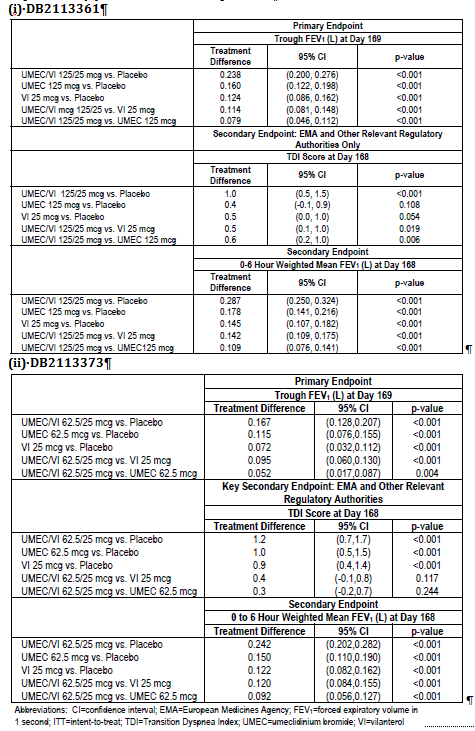 (i)·DB2113361¶
Primary Endpoint
Trough FEV₁ (L) at Day 169
Treatment Difference 95% CI p-value
UMEC/VI 125/25 mcg vs. Placebo 0.238 (0.200, 0.276) <0.001
UMEC 125 mcg vs. Placebo 0.160 (0.122, 0.198) <0.001
VI 25 mcg vs. Placebo 0.124 (0.086, 0.162) <0.001
UMEC/VI mcg 125/25 vs. VI 25 mcg 0.114 (0.081, 0.148) <0.001
UMEC/VI 125/25 mcg vs. UMEC 125 mcg 0.079 (0.046, 0.112) <0.001
Secondary Endpoint: EMA and Other Relevant Regulatory
Authorities Only
TDI Score at Day 168
Treatment Difference 95% CI p-value
UMEC/VI 125/25 mcg vs. Placebo 1.0 (0.5, 1.5) <0.001
UMEC 125 mcg vs. Placebo 0.4 (-0.1, 0.9) 0.108
VI 25 mcg vs. Placebo 0.5 (0.0, 1.0) 0.054
UMEC/VI 125/25 mcg vs. VI 25 mcg 0.5 (0.1, 1.0) 0.019
UMEC/VI 125/25 mcg vs. UMEC 125 mcg 0.6 (0.2, 1.0) 0.006
Secondary Endpoint
0-6 Hour Weighted Mean FEV₁ (L) at Day 168
Treatment Difference 95% CI p-value
UMEC/VI 125/25 mcg vs. Placebo 0.287 (0.250, 0.324) <0.001
UMEC 125 mcg vs. Placebo 0.178 (0.141, 0.216) <0.001
VI 25 mcg vs. Placebo 0.145 (0.107, 0.182) <0.001
UMEC/VI 125/25 mcg vs. VI 25 mcg 0.142 (0.109, 0.175) <0.001
UMEC/VI 125/25 mcg vs. UMEC125 mcg 0.109 (0.076, 0.141) <0.001
¶
(ii)·DB2113373¶
Primary Endpoint
Trough FEV₁ (L) at Day 169
Treatment Difference 95% CI p-value
UMEC/VI 62.5/25 mcg vs. Placebo 0.167 (0.128,0.207) <0.001
UMEC 62.5 mcg vs. Placebo 0.115 (0.076,0.155) <0.001
VI 25 mcg vs. Placebo 0.072 (0.032,0.112) <0.001
UMEC/VI 62.5/25 mcg vs. VI 25 mcg 0.095 (0.060,0.130) <0.001
UMEC/VI 62.5/25 mcg vs. UMEC 62.5 mcg 0.052 (0.017,0.087) 0.004
Key Secondary Endpoint: EMA and Other Relevant
Regulatory Authorities
TDI Score at Day 168
Treatment Difference 95% CI p-value
UMEC/VI 62.5/25 mcg vs. Placebo 1.2 (0.7,1.7) <0.001
UMEC 62.5 mcg vs. Placebo 1.0 (0.5,1.5) <0.001
VI 25 mcg vs. Placebo 0.9 (0.4,1.4) <0.001
UMEC/VI 62.5/25 mcg vs. VI 25 mcg 0.4 (-0.1,0.8) 0.117
UMEC/VI 62.5/25 mcg vs. UMEC 62.5 mcg 0.3 (-0.2,0.7) 0.244
Secondary Endpoint
0 to 6 Hour Weighted Mean FEV₁ (L) at Day 168
Treatment Difference 95% CI p-value
UMEC/VI 62.5/25 mcg vs. Placebo 0.242 (0.202,0.282) <0.001
UMEC 62.5 mcg vs. Placebo 0.150 (0.110,0.190) <0.001
VI 25 mcg vs. Placebo 0.122 (0.082,0.162) <0.001
UMEC/VI 62.5/25 mcg vs. VI 25 mcg 0.120 (0.084,0.155) <0.001
UMEC/VI 62.5/25 mcg vs. UMEC 62.5 mcg 0.092 (0.056,0.127) <0.001
¶
Abbreviations: CI=confidence interval; EMA=European Medicines Agency; FEV₁=forced expiratory volume in
1 second; ITT=intent-to-treat; TDI=Transition Dyspnea Index; UMEC=umeclidinium bromide; VI=vilanterol